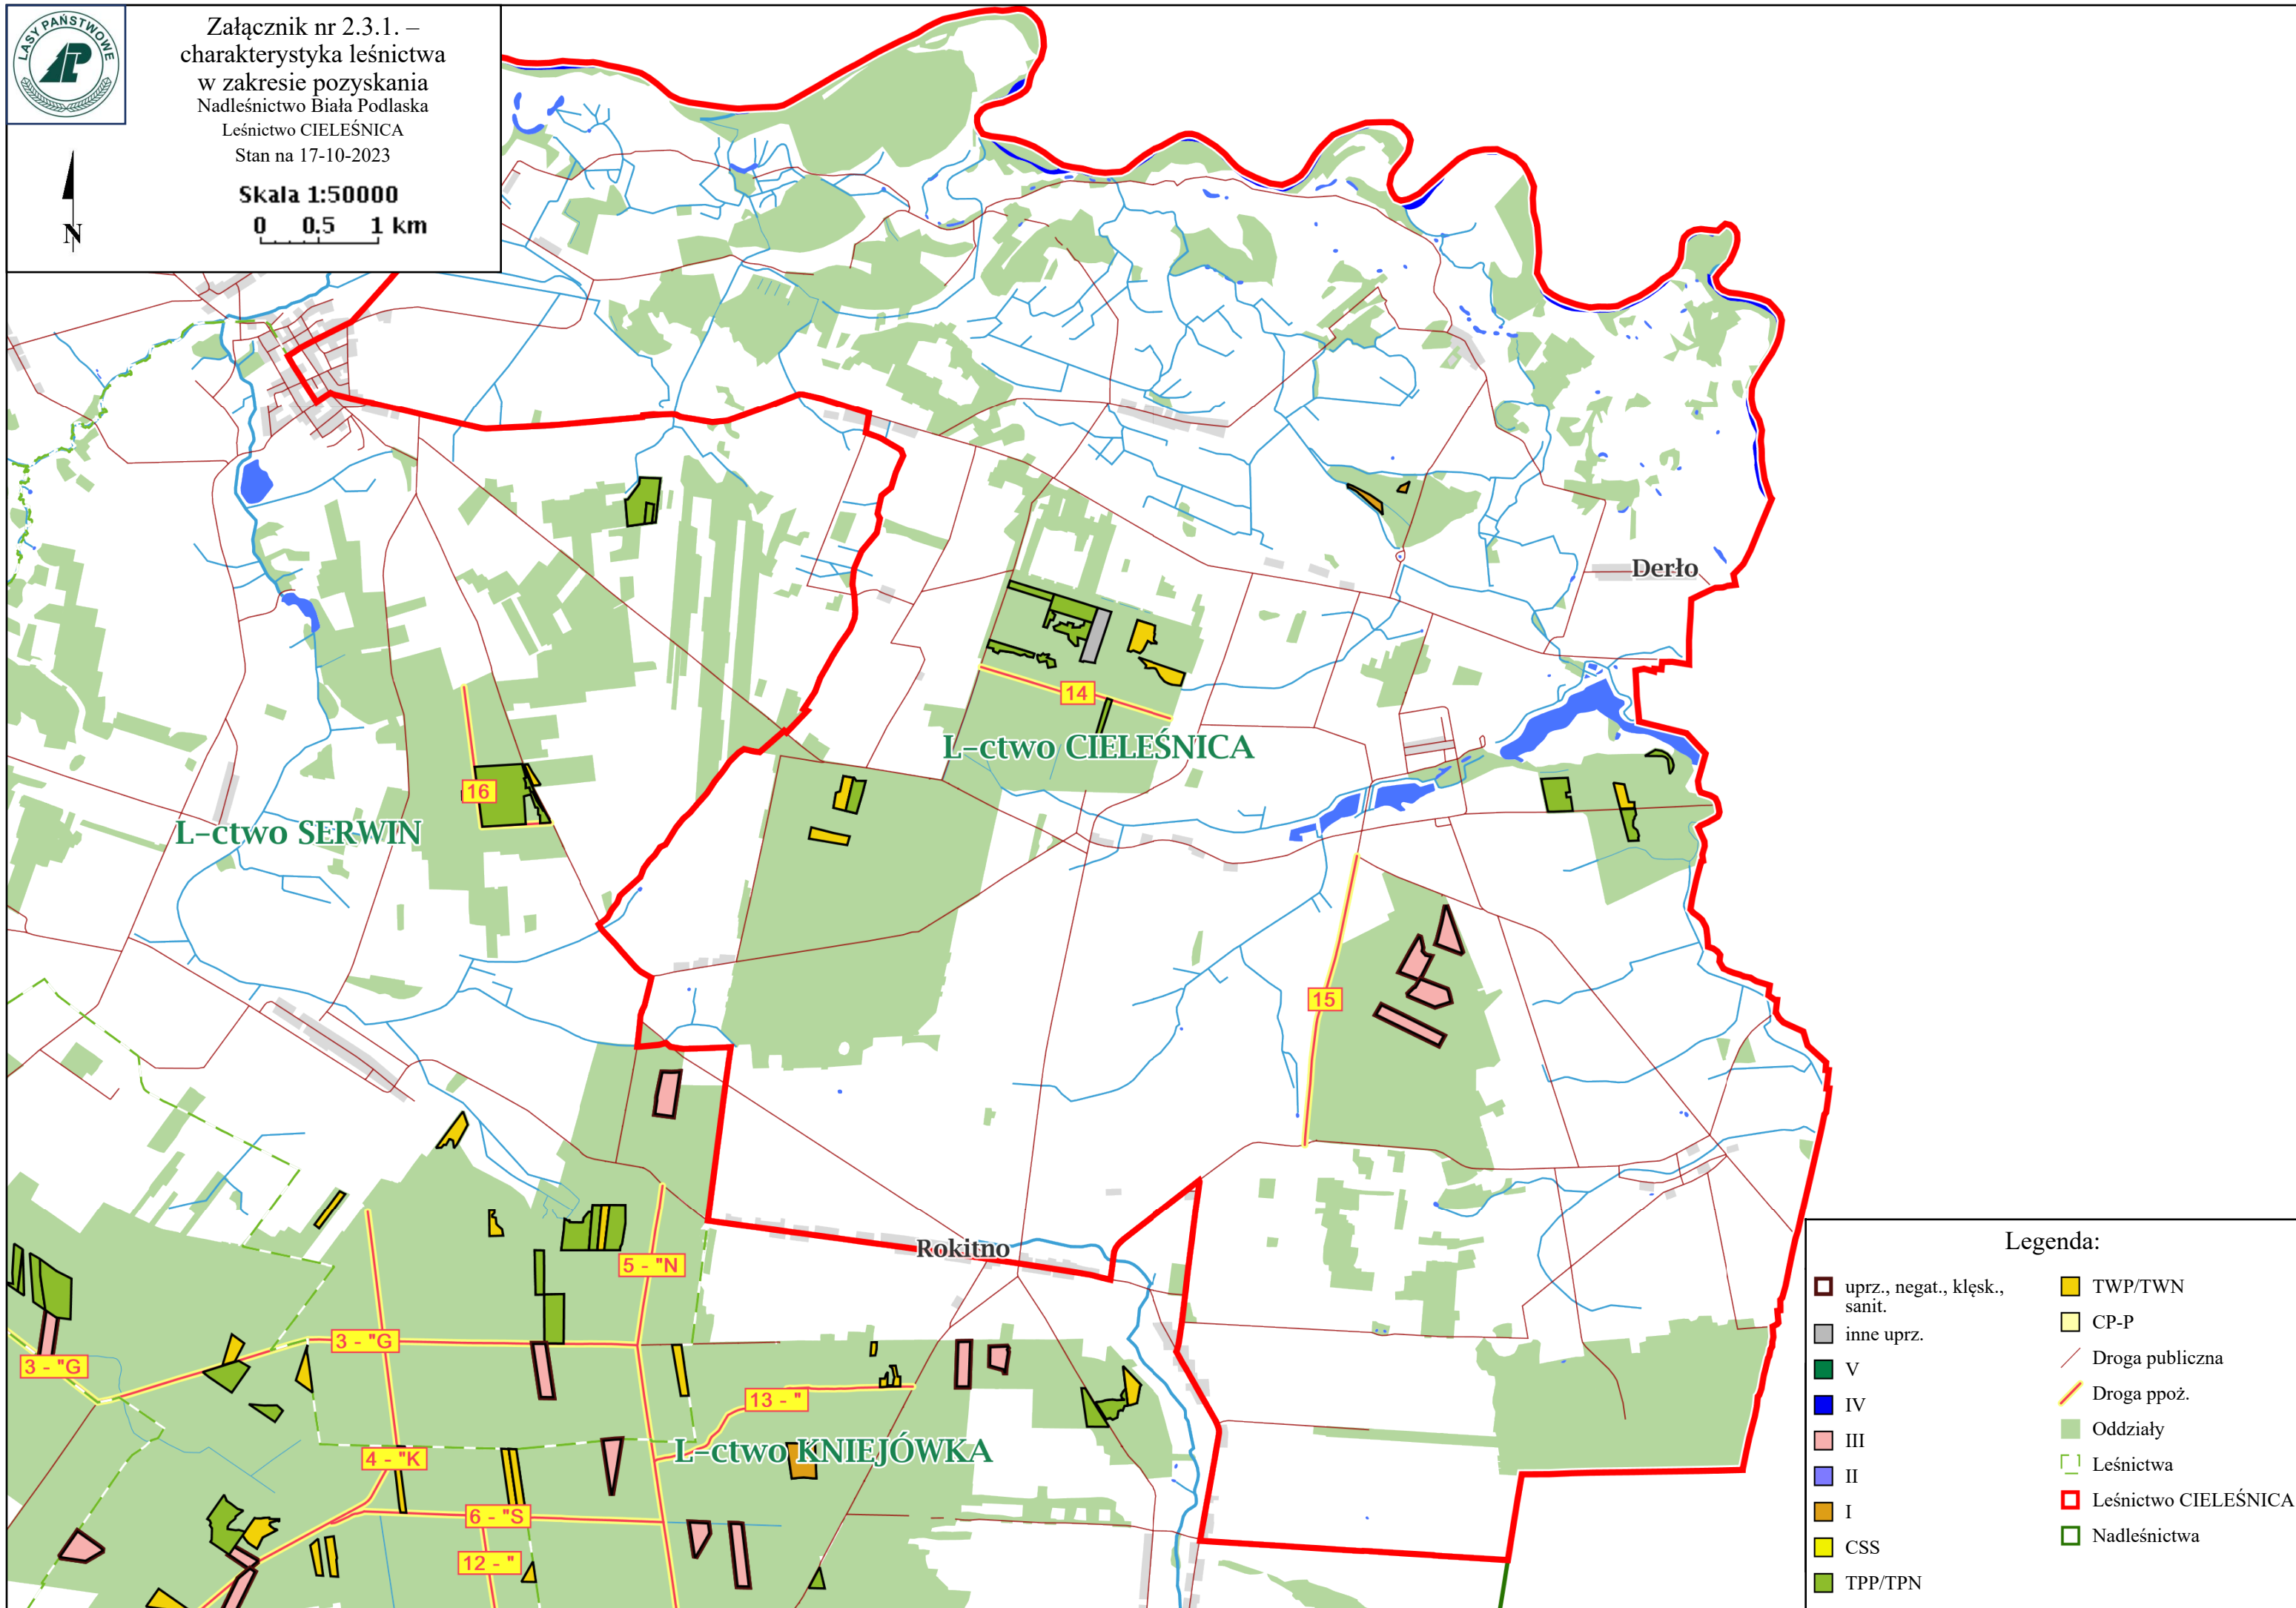 LASY PAŃSTWOWE
Załącznik nr 2.3.1. –
charakterystyka leśnictwa
w zakresie pozyskania
Nadleśnictwo Biała Podlaska
Leśnictwo CIELEŚNICA
Stan na 17-10-2023
Skala 1:50000
0 0.5 1 km
N
Derło
14
L-ctwo CIELEŚNICA
16
L-ctwo SERWIN
15
Rokitno
5 - "N
3 - "G
3 - "G
13 - "
L-ctwo KNIEJÓWKA
4 - "K
6 - "S
12 - "
Legenda:
uprz., negat., klęsk.,
sanit.
inne uprz.
V
IV
III
II
I
CSS
TPP/TPN
TWP/TWN
CP-P
Droga publiczna
Droga ppoż.
Oddziały
Leśnictwa
Leśnictwo CIELEŚNICA
Nadleśnictwa